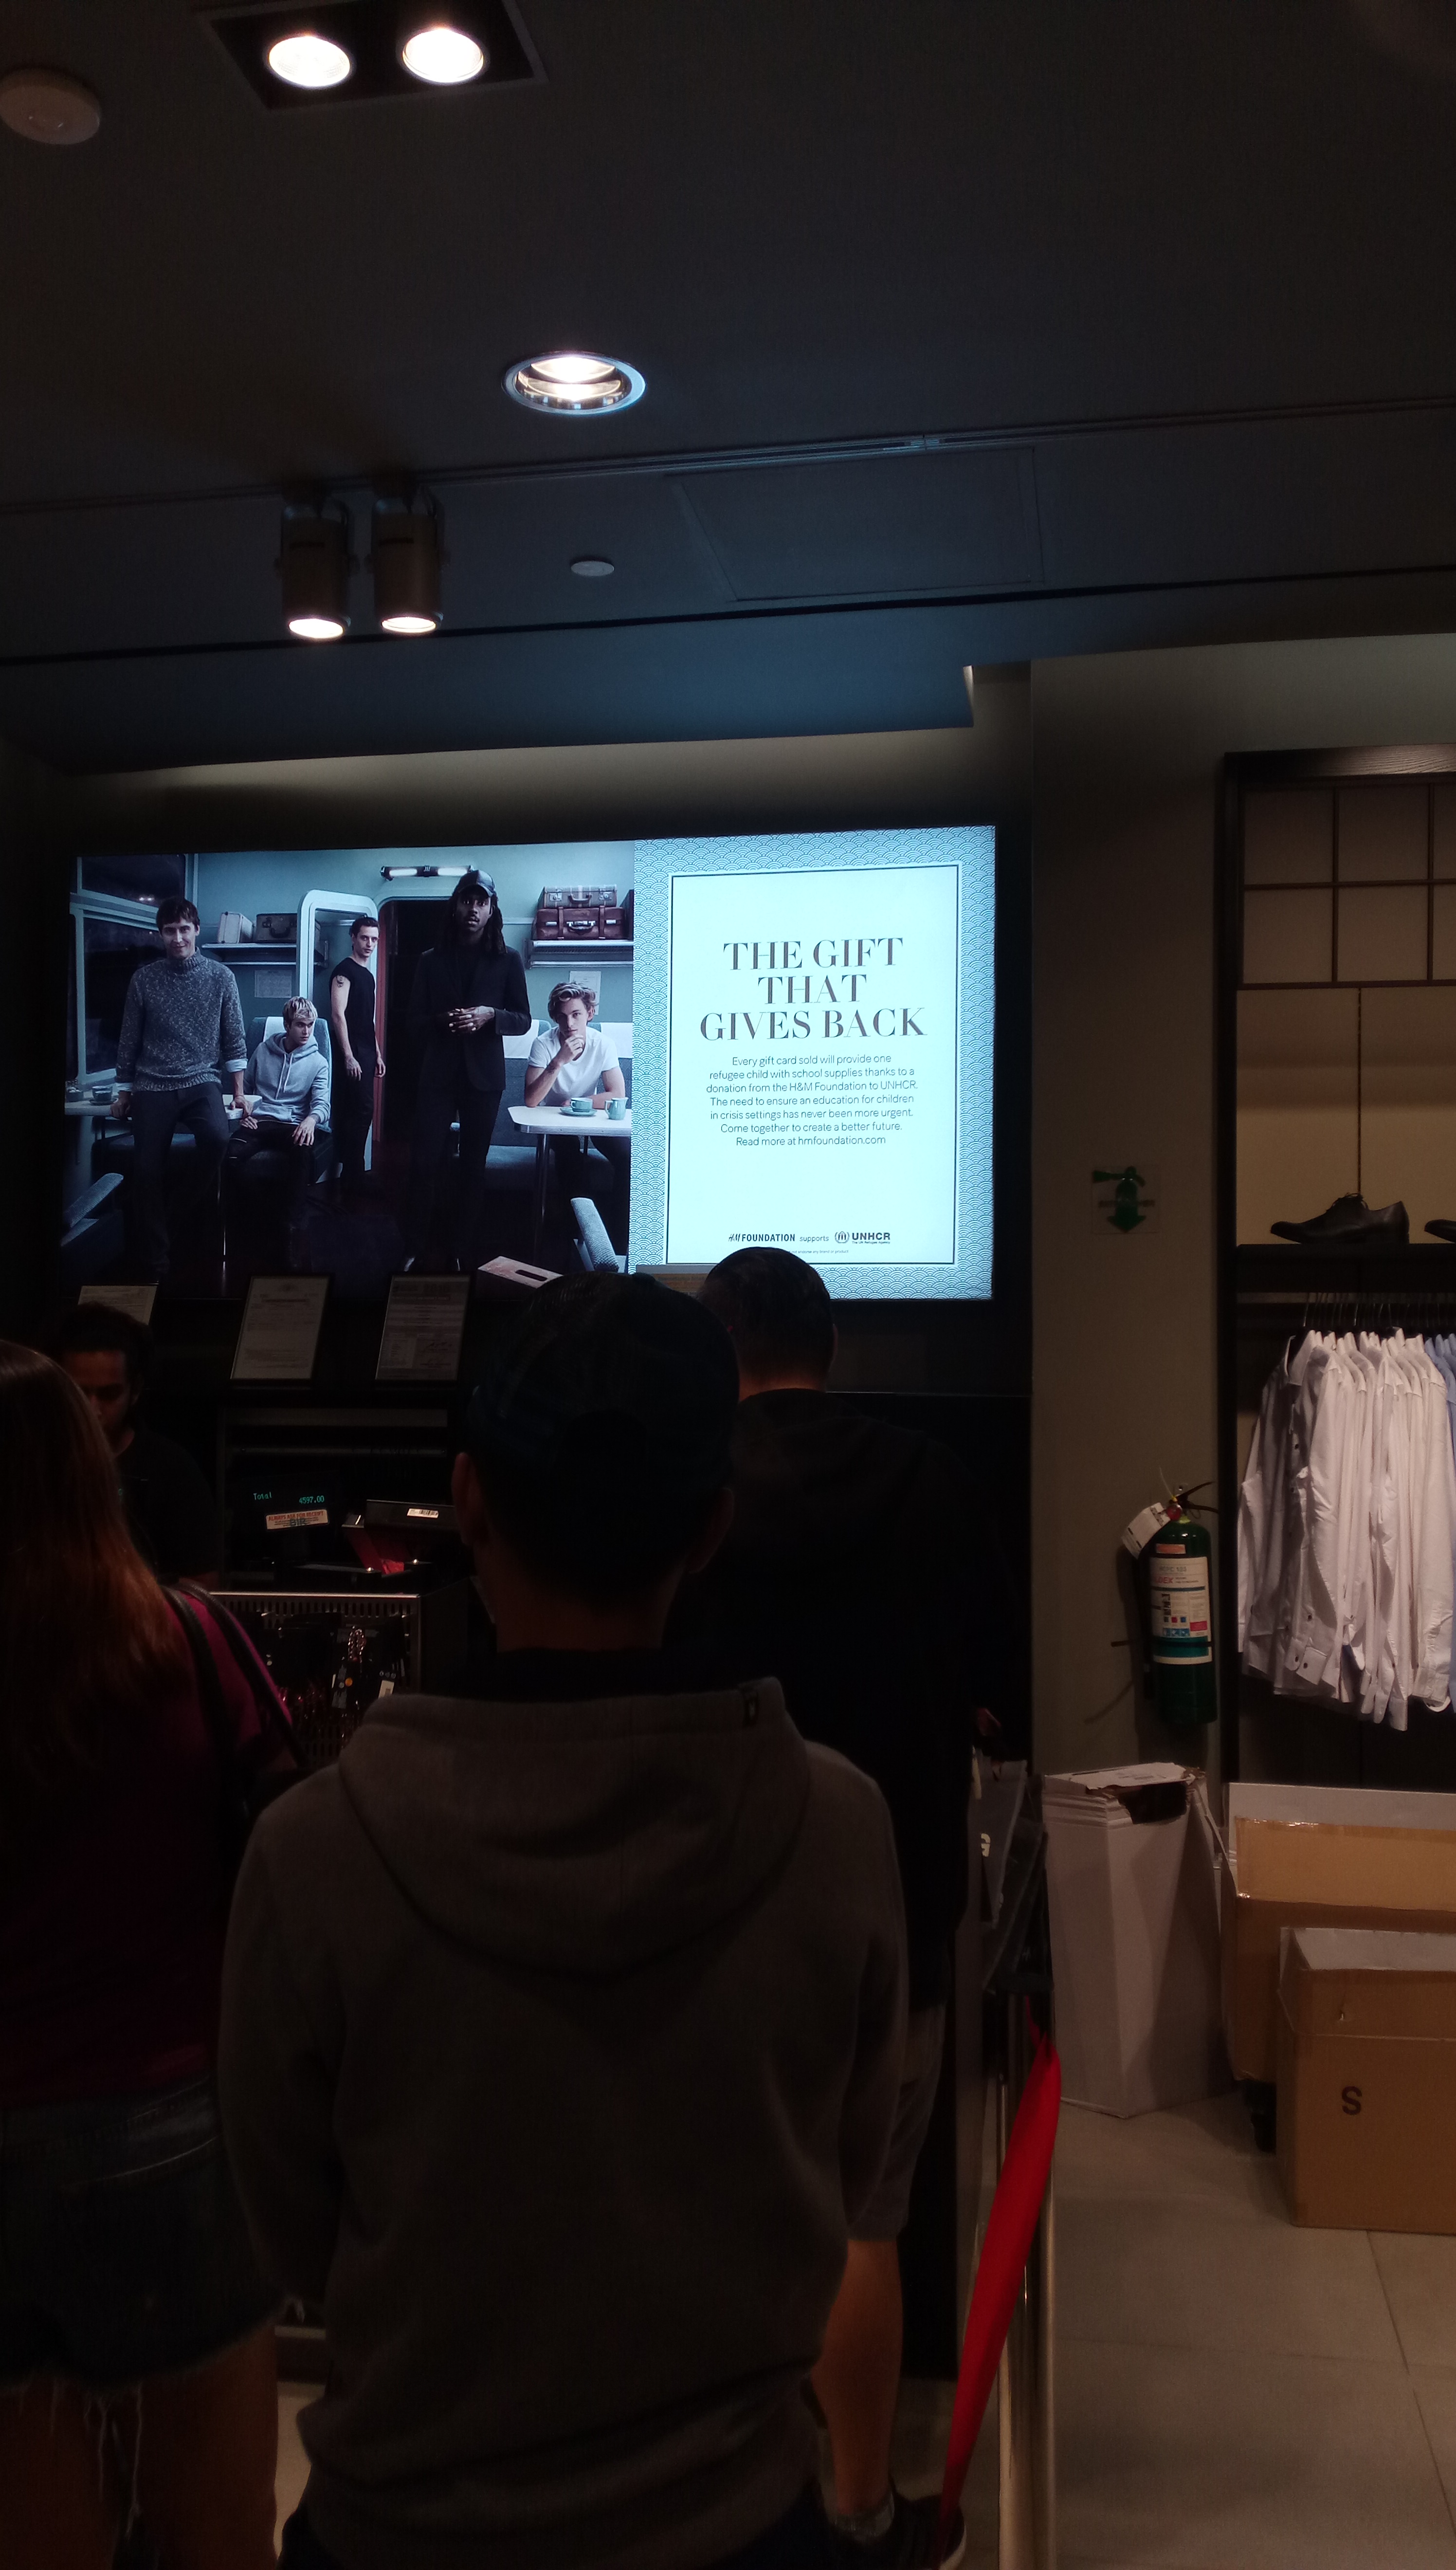 THE GIFT
THAT
GIVES BACK
Every gift card sold will provide one
refugee child with school supplies thanks to a
donation from the H&M Foundation to UNHCR.
The need to ensure an education for children
in crisis settings has never been more urgent.
Come together to create a better future.
Read more at hmfoundation.com
H&M FOUNDATION supports UNHCR
Total 4597.00
S